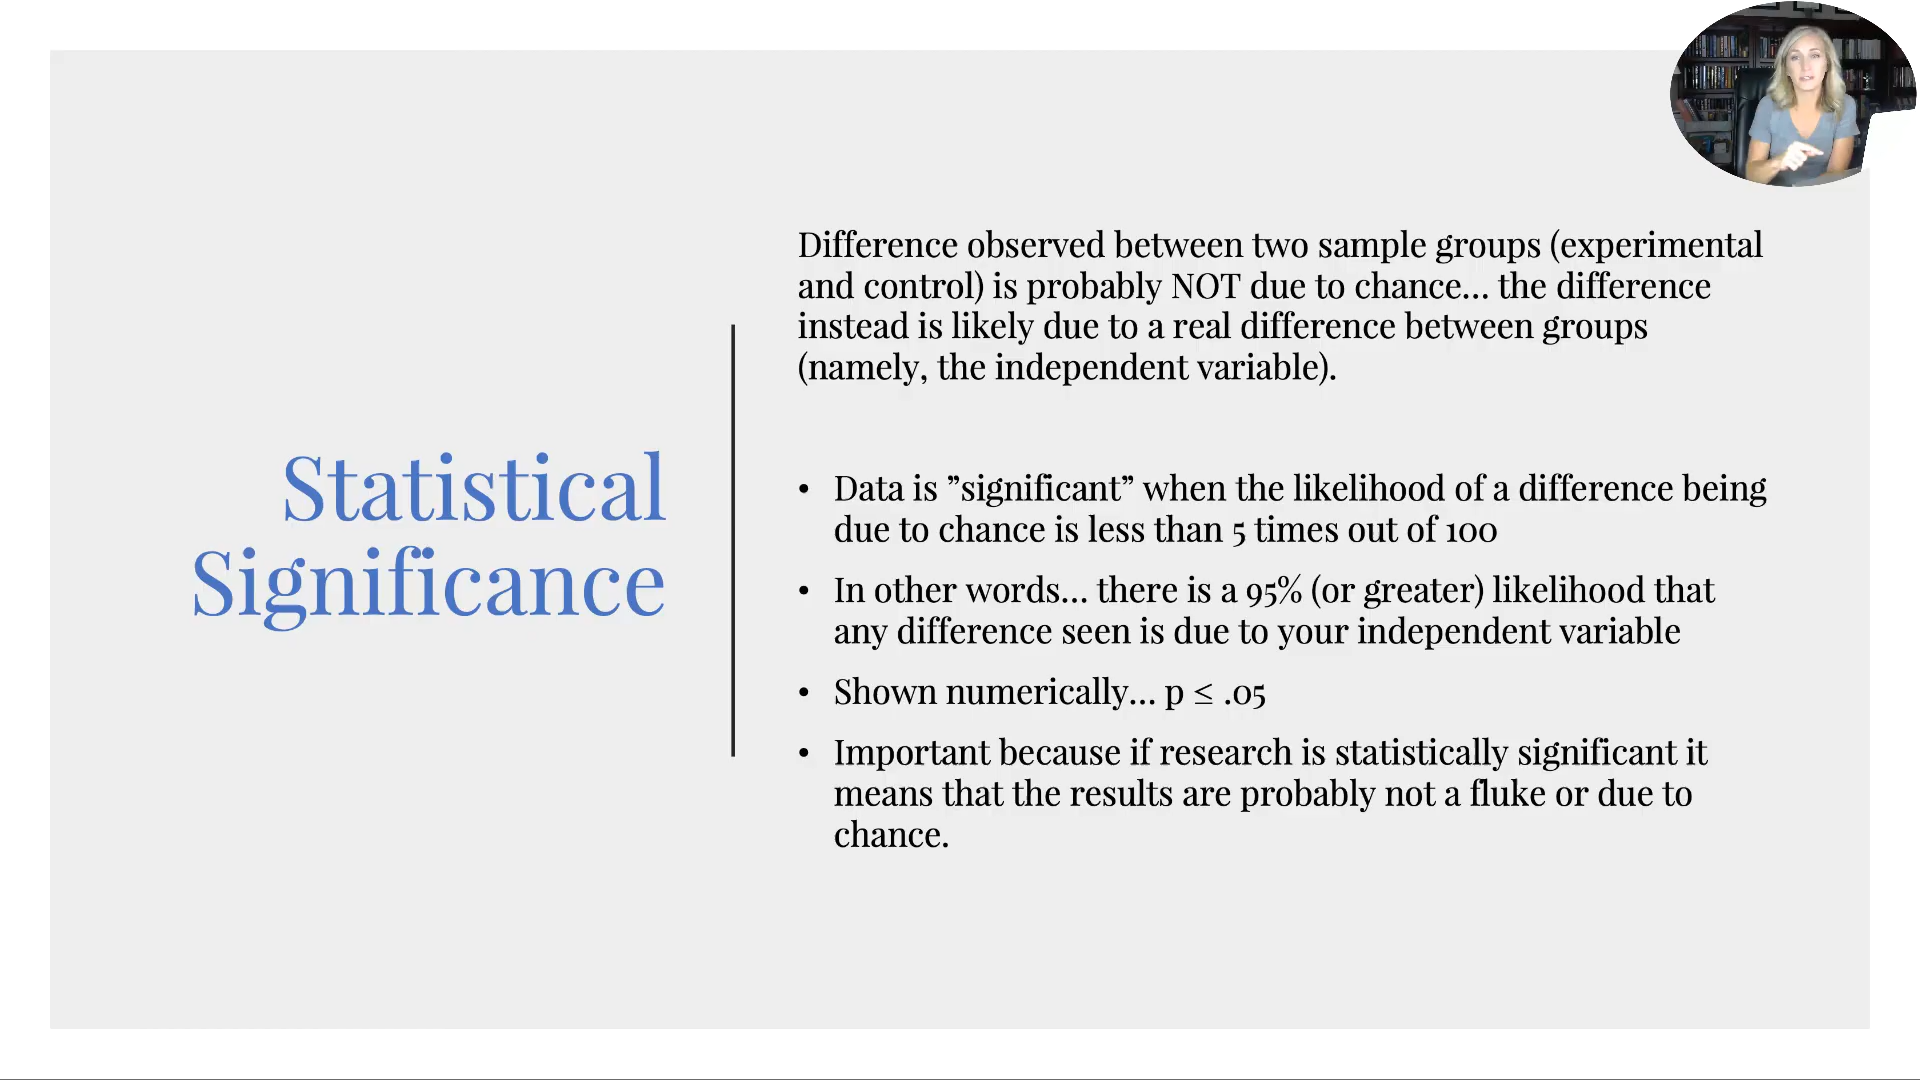 Statistical
Significance
Difference observed between two sample groups (experimental
and control) is probably NOT due to chance... the difference
instead is likely due to a real difference between groups
(namely, the independent variable).
• Data is ”significant” when the likelihood of a difference being
due to chance is less than 5 times out of 100
• In other words... there is a 95% (or greater) likelihood that
any difference seen is due to your independent variable
• Shown numerically... p ≤ .05
• Important because if research is statistically significant it
means that the results are probably not a fluke or due to
chance.